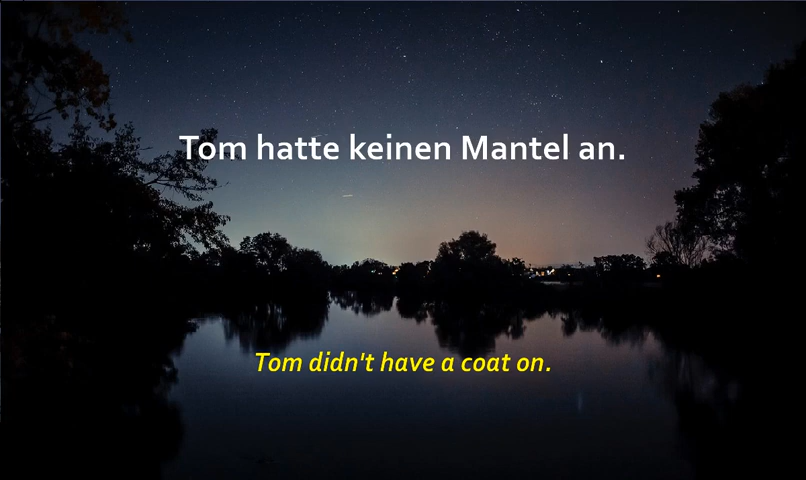 Tom hatte keinen Mantel an.
Tom didn't have a coat on.